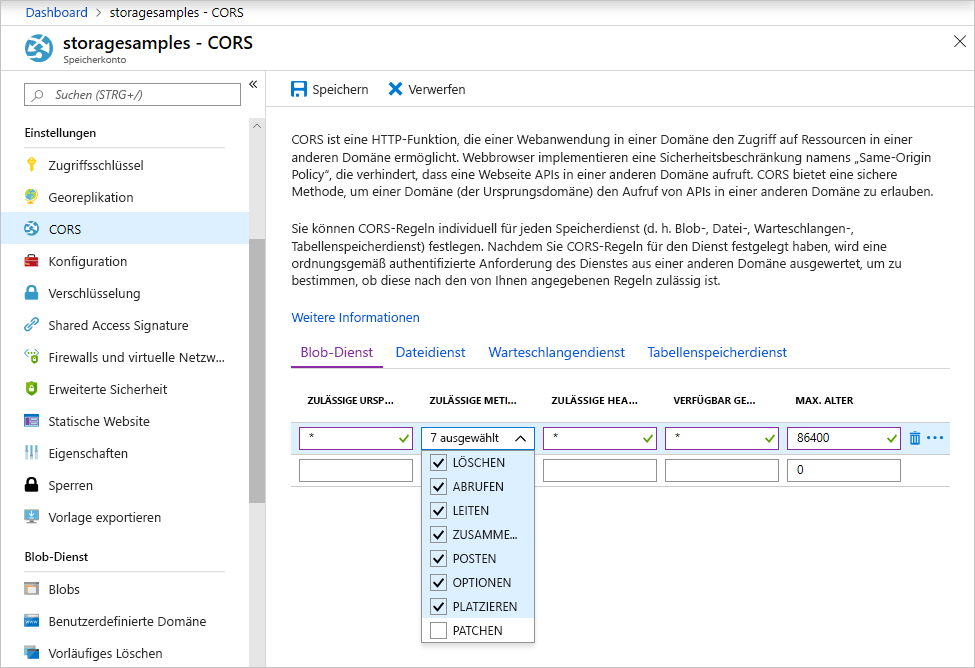 Dashboard > storagesamples - CORS
storagesamples - CORS
Speicherkonto
Suchen (STRG+/)
«
Einstellungen
Zugriffsschlüssel
Georeplikation
CORS
Konfiguration
Verschlüsselung
Shared Access Signature
Firewalls und virtuelle Netzw...
Erweiterte Sicherheit
Statische Website
Eigenschaften
Sperren
Vorlage exportieren
Blob-Dienst
Blobs
Benutzerdefinierte Domäne
Vorläufiges Löschen
Speichern Verwerfen
CORS ist eine HTTP-Funktion, die einer Webanwendung in einer Domäne den Zugriff auf Ressourcen in einer
anderen Domäne ermöglicht. Webbrowser implementieren eine Sicherheitsbeschränkung namens „Same-Origin
Policy“, die verhindert, dass eine Webseite APIs in einer anderen Domäne aufruft. CORS bietet eine sichere
Methode, um einer Domäne (der Ursprungsdomäne) den Aufruf von APIs in einer anderen Domäne zu erlauben.
Sie können CORS-Regeln individuell für jeden Speicherdienst (d. h. Blob-, Datei-, Warteschlangen-,
Tabellenspeicherdienst) festlegen. Nachdem Sie CORS-Regeln für den Dienst festgelegt haben, wird eine
ordnungsgemäß authentifizierte Anforderung des Dienstes aus einer anderen Domäne ausgewertet, um zu
bestimmen, ob diese nach den von Ihnen angegebenen Regeln zulässig ist.
Weitere Informationen
Blob-Dienst Dateidienst Warteschlangendienst Tabellenspeicherdienst
ZULÄSSIGE URSP... ZULÄSSIGE METI... ZULÄSSIGE HEA... VERFÜGBAR GE... MAX. ALTER
* 7 ausgewählt * * 86400
0
LÖSCHEN
ABRUFEN
LEITEN
ZUSAMME...
POSTEN
OPTIONEN
PLATZIEREN
PATCHEN